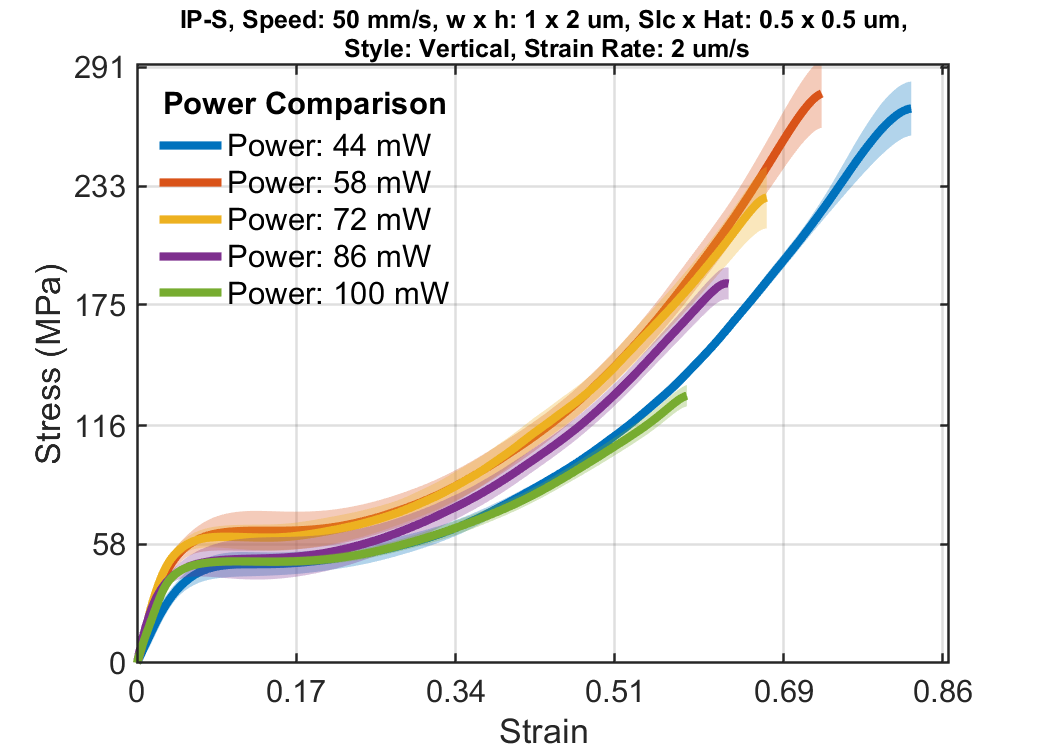 IP-S, Speed: 50 mm/s, w x h: 1 x 2 um, Slc x Hat: 0.5 x 0.5 um,
Style: Vertical, Strain Rate: 2 um/s
291
233
175
116
58
0
Stress (MPa)
Power Comparison
Power: 44 mW
Power: 58 mW
Power: 72 mW
Power: 86 mW
Power: 100 mW
0 0.17 0.34 0.51 0.69 0.86
Strain